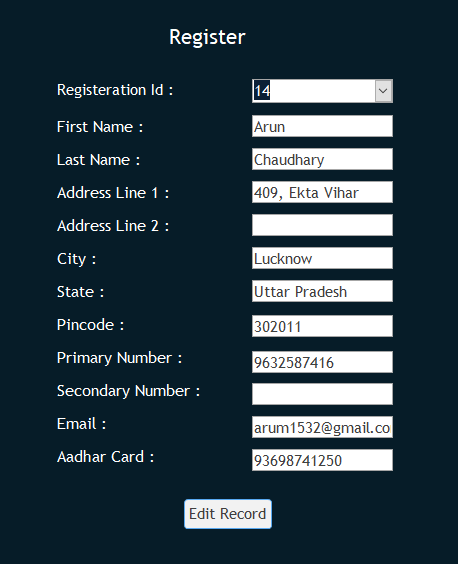 Register
Registeration Id : 14
First Name : Arun
Last Name : Chaudhary
Address Line 1 : 409, Ekta Vihar
Address Line 2 :
City : Lucknow
State : Uttar Pradesh
Pincode : 302011
Primary Number : 9632587416
Secondary Number :
Email : arum1532@gmail.co
Aadhar Card : 93698741250
Edit Record